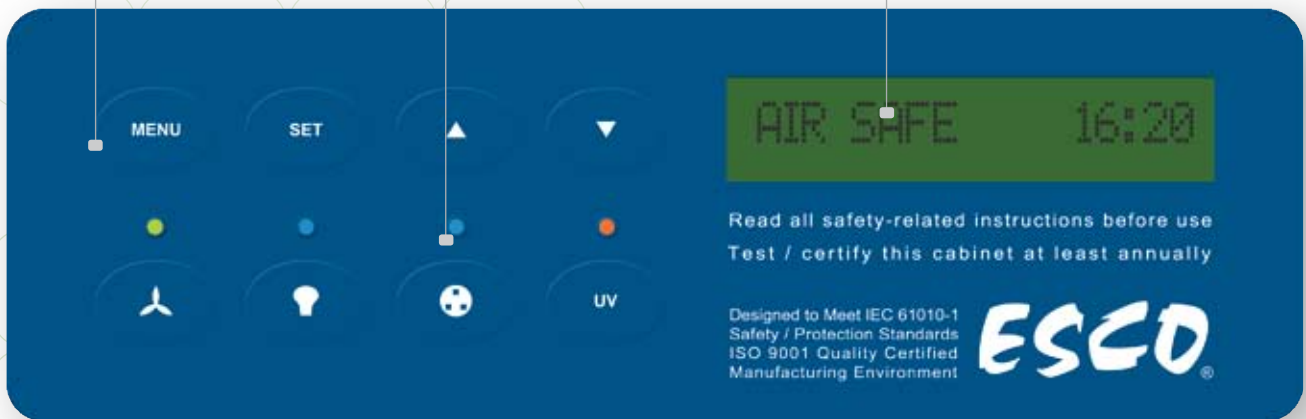 MENU SET
AIR SAFE 16:20
Read all safety-related instructions before use
Test / certify this cabinet at least annually
UV
Designed to Meet IEC 61010-1
Safety / Protection Standards
ISO 9001 Quality Certified
Manufacturing Environment
ESCO®